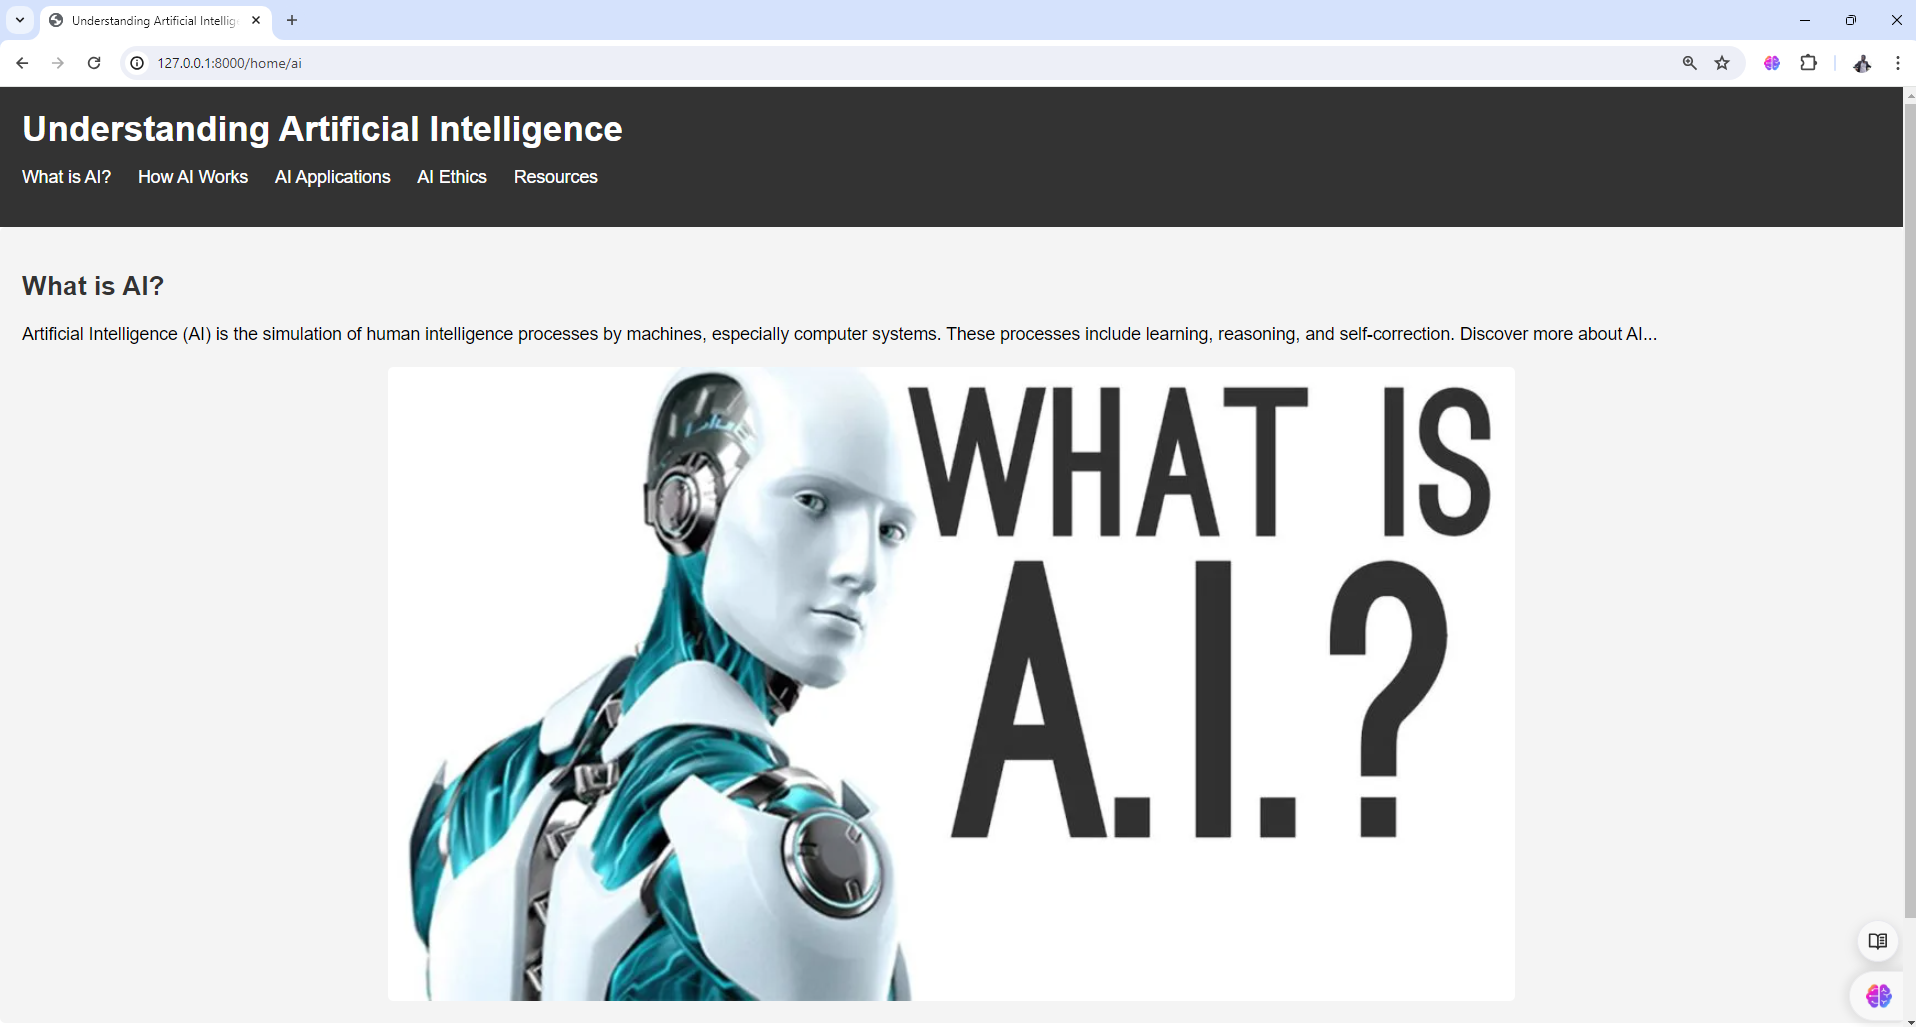 Understanding Artificial Intellig
127.0.0.1:8000/home/ai
Understanding Artificial Intelligence
What is AI? How AI Works AI Applications AI Ethics Resources
What is AI?
Artificial Intelligence (AI) is the simulation of human intelligence processes by machines, especially computer systems. These processes include learning, reasoning, and self-correction. Discover more about AI...
WHAT IS
A.I.?